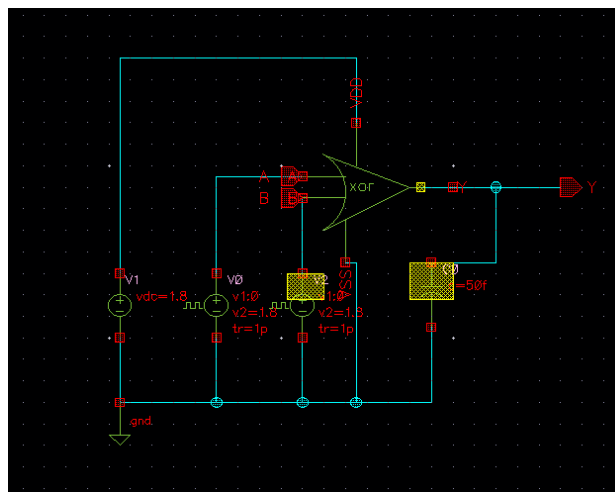 VDD
A
A
xor
B
Y
Y
VSS
V1
vdc=1.8
V0
v1:0
v2=1.8
tr=1p
v2
v1:0
v2=1.8
tr=1p
C0
=50f
gnd